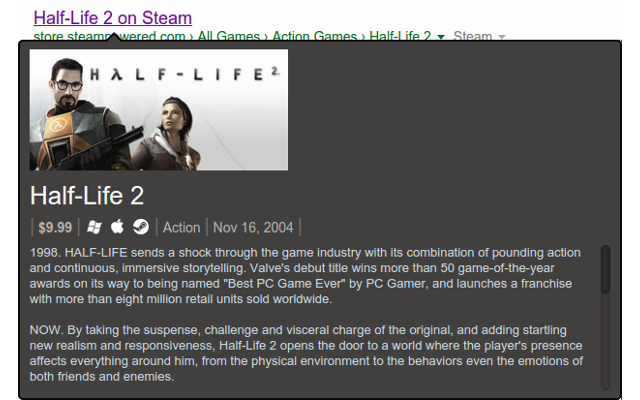 Half-Life 2 on Steam
store.steampowered.com › All Games › Action Games › Half-Life 2 Steam
HλLF-LIFE²
Half-Life 2
$9.99 | Action | Nov 16, 2004
1998. HALF-LIFE sends a shock through the game industry with its combination of pounding action
and continuous, immersive storytelling. Valve's debut title wins more than 50 game-of-the-year
awards on its way to being named "Best PC Game Ever" by PC Gamer, and launches a franchise
with more than eight million retail units sold worldwide.
NOW. By taking the suspense, challenge and visceral charge of the original, and adding startling
new realism and responsiveness, Half-Life 2 opens the door to a world where the player's presence
affects everything around him, from the physical environment to the behaviors even the emotions of
both friends and enemies.